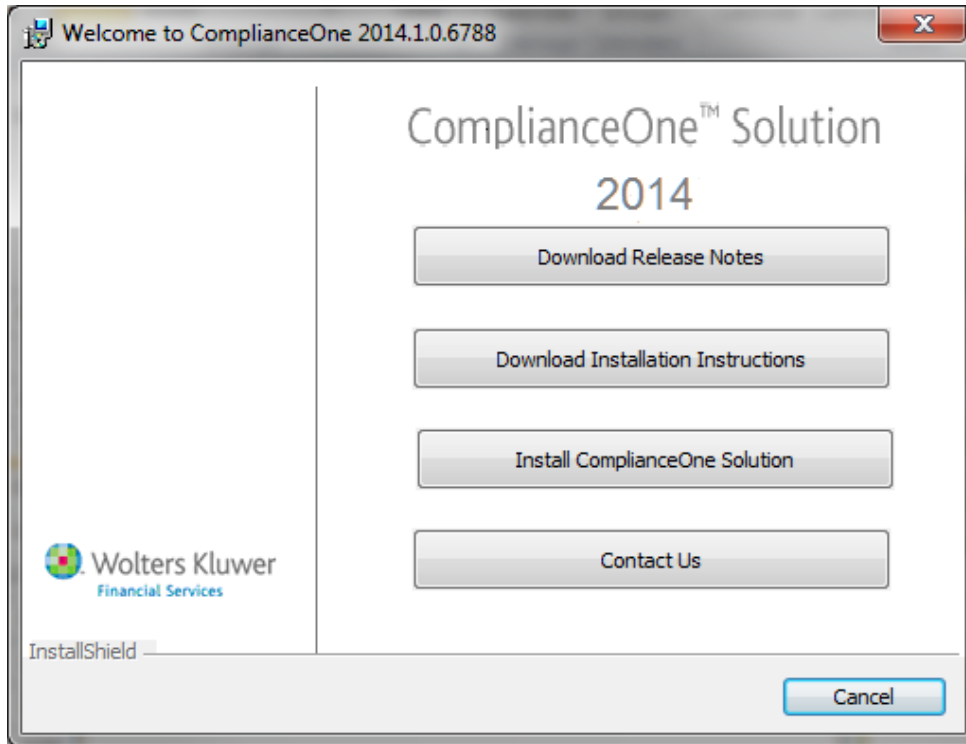 Welcome to ComplianceOne 2014.1.0.6788
ComplianceOne™ Solution
2014
Download Release Notes
Download Installation Instructions
Install ComplianceOne Solution
Contact Us
Wolters Kluwer
Financial Services
InstallShield
Cancel